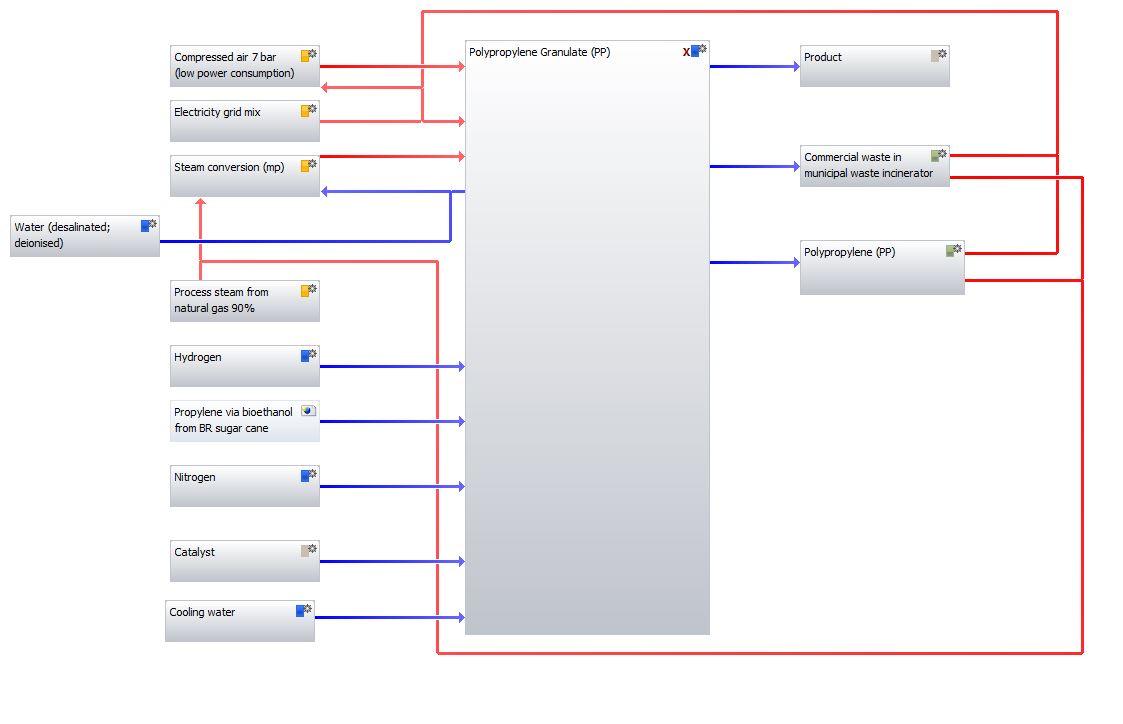 Compressed air 7 bar
(low power consumption)
Electricity grid mix
Steam conversion (mp)
Water (desalinated;
deionised)
Process steam from
natural gas 90%
Hydrogen
Propylene via bioethanol
from BR sugar cane
Nitrogen
Catalyst
Cooling water
Polypropylene Granulate (PP)
X
Product
Commercial waste in
municipal waste incinerator
Polypropylene (PP)